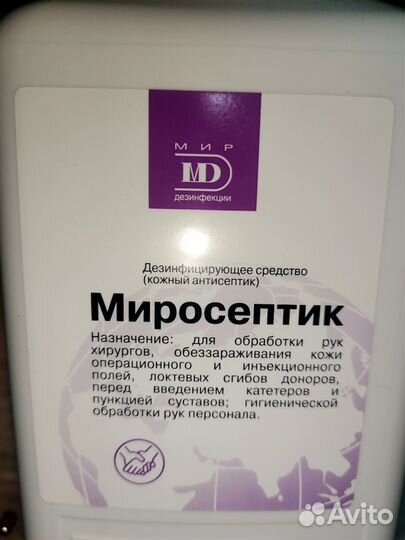 МИР
MD
дезинфекции
Дезинфицирующее средство
(кожный антисептик)
Миросептик
Назначение: для обработки рук
хирургов, обеззараживания кожи
операционного и инъекционного
полей, локтевых сгибов доноров,
перед введением катетеров и
пункцией суставов; гигиенической
обработки рук персонала.
Avito